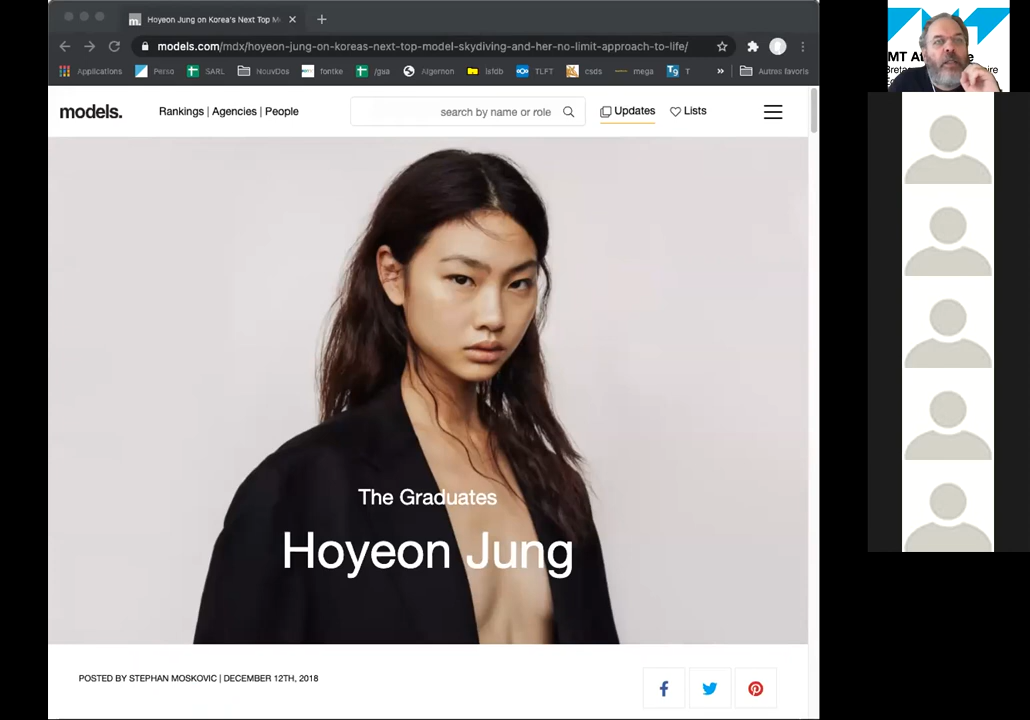 Hoyeon Jung on Korea's Next Top M
models.com/mdx/hoyeon-jung-on-koreas-next-top-model-skydiving-and-her-no-limit-approach-to-life/
Applications Perso SARL NouvDos fontke /gsa Algernon isfdb TLFT csds mega T » Autres favoris
models. Rankings | Agencies | People search by name or role Updates Lists
The Graduates
Hoyeon Jung
POSTED BY STEPHAN MOSKOVIC | DECEMBER 12TH, 2018